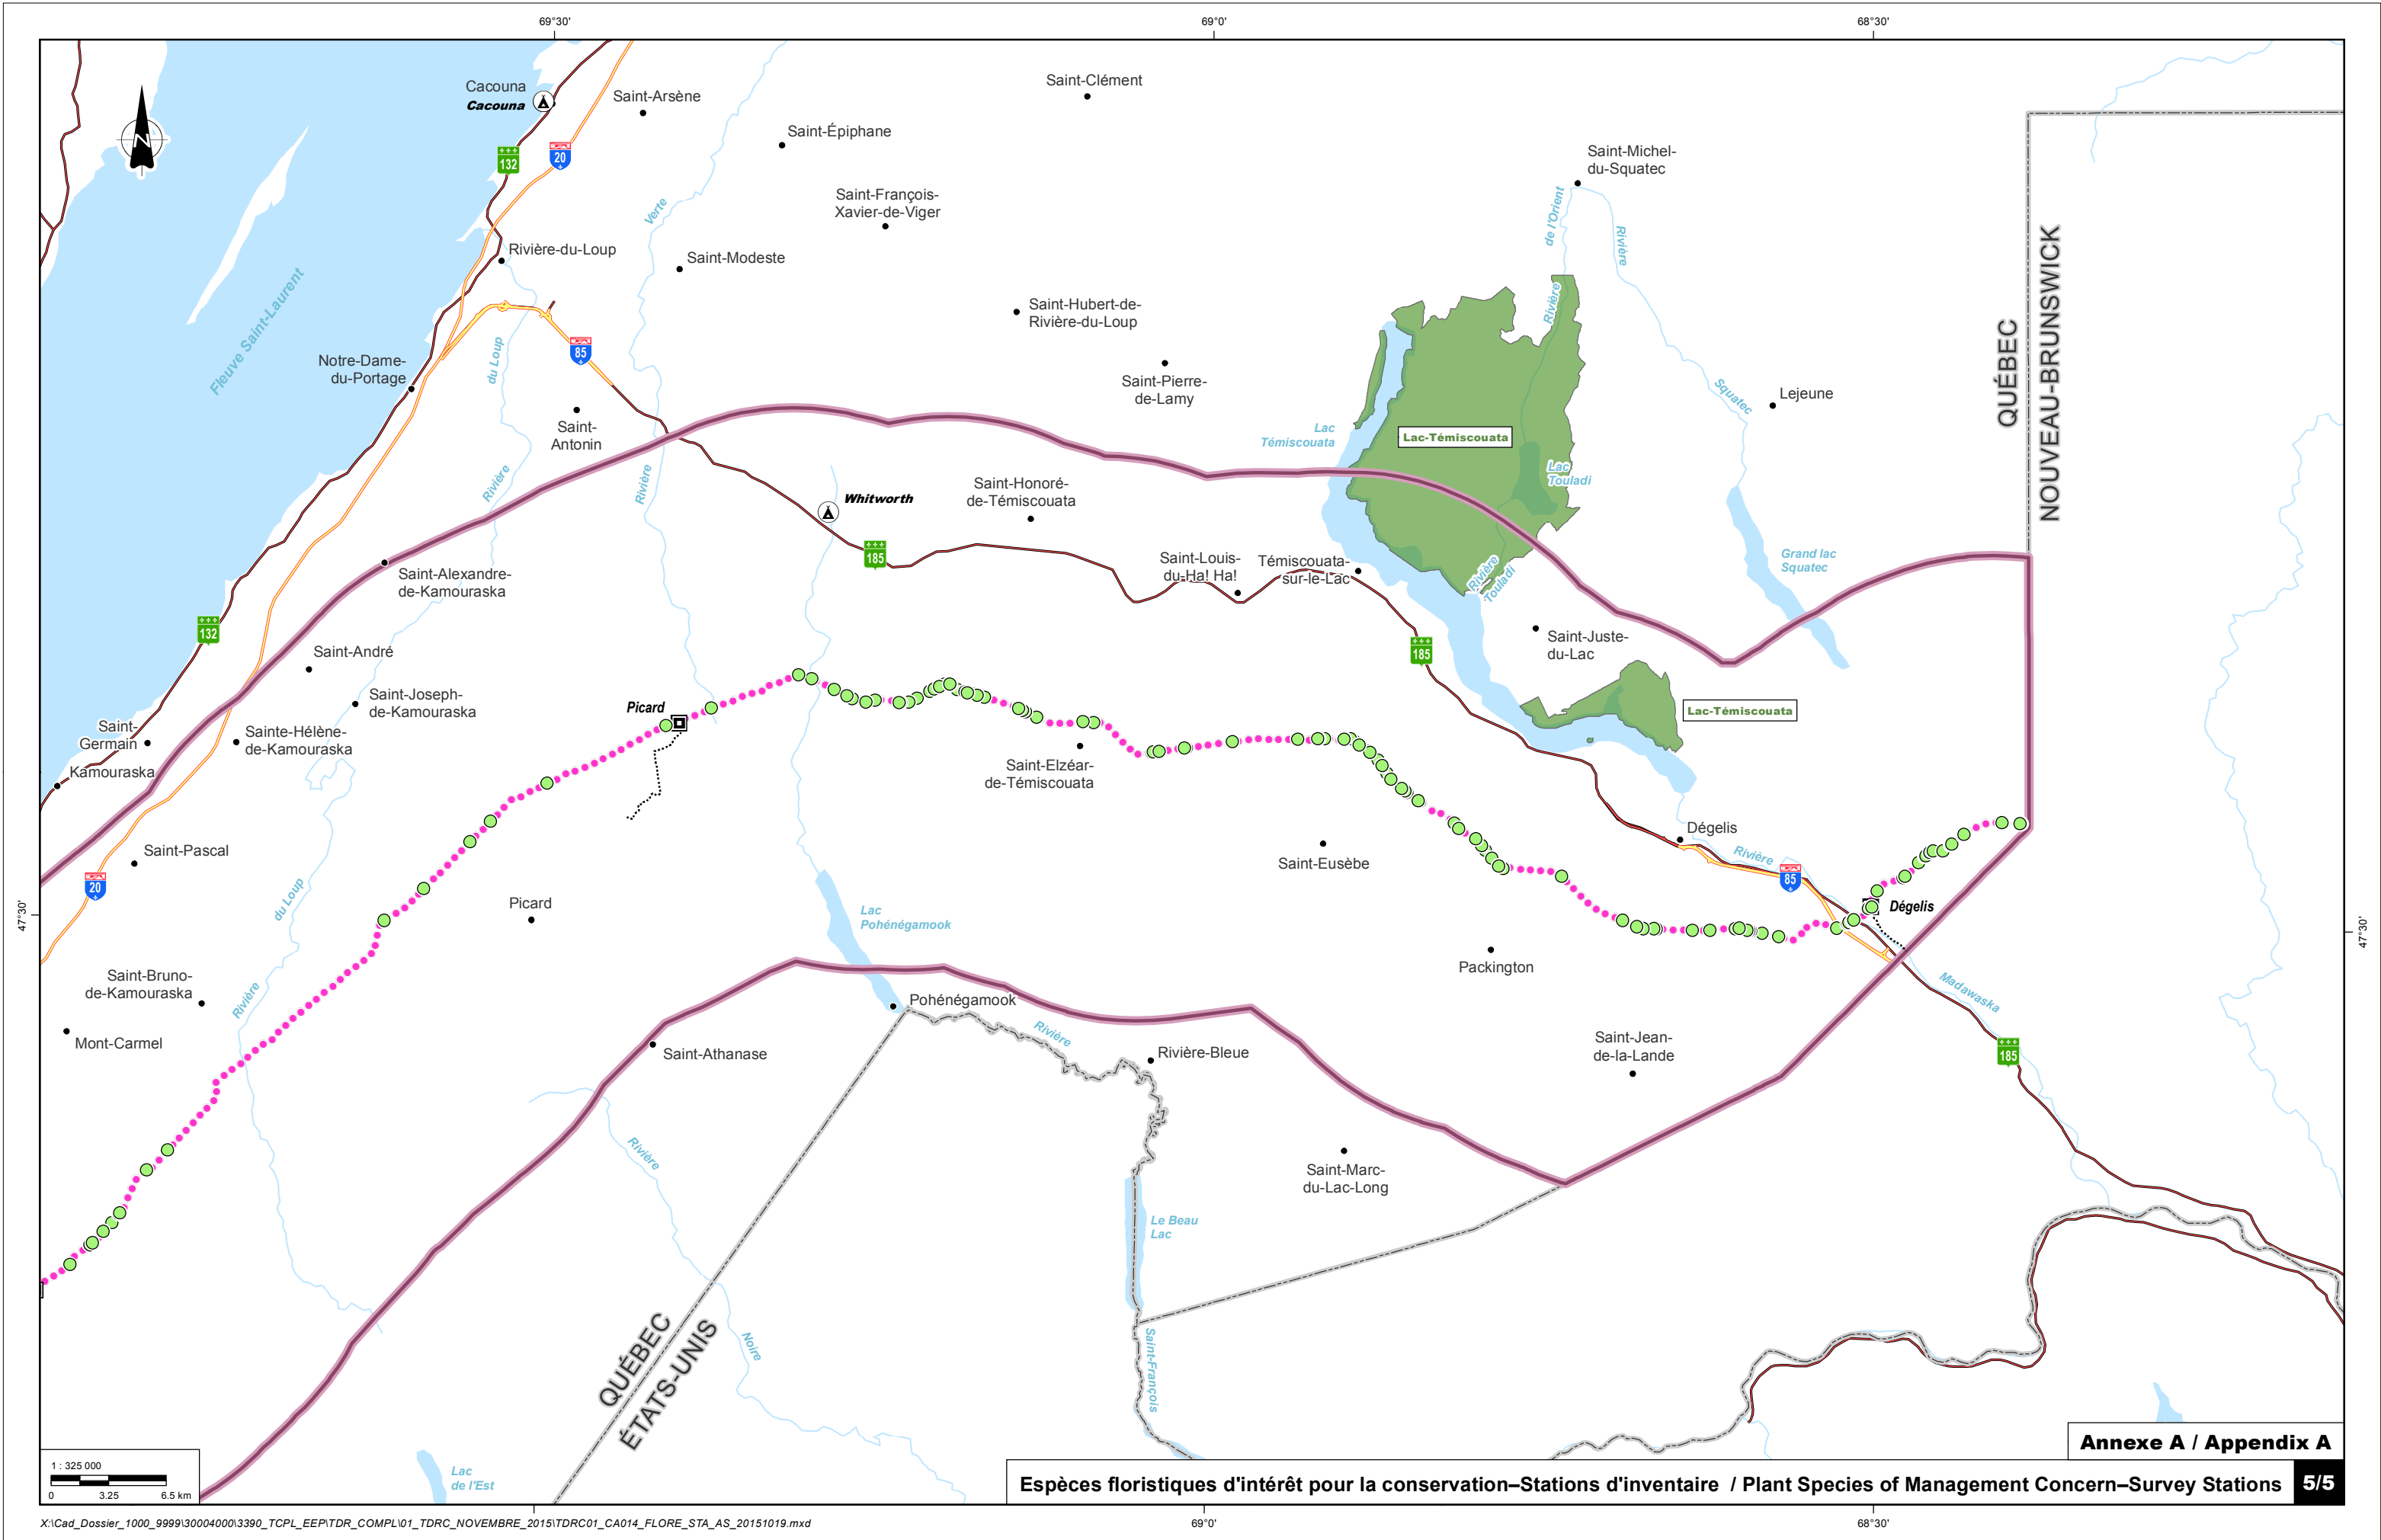 69°30'
69°0'
68°30'
Cacouna
Cacouna
Saint-Arsène
Saint-Clément
132
20
Saint-Épiphane
Saint-Michel-
du-Squatec
Saint-François-
Xavier-de-Viger
Verte
de l'Orient
Rivière
Rivière-du-Loup
Saint-Modeste
N
Fleuve Saint-Laurent
Saint-Hubert-de-
Rivière-du-Loup
Rivière
QUÉBEC
NOUVEAU-BRUNSWICK
85
du Loup
Notre-Dame-
du-Portage
Saint-Pierre-
de-Lamy
Squatec
Lejeune
Saint-
Antonin
Lac
Témiscouata
Lac-Témiscouata
Lac
Touladi
Rivière
Rivière
Whitworth
Saint-Honoré-
de-Témiscouata
185
Saint-Louis-
du-Ha! Ha!
Témiscouata-
sur-le-Lac
Rivière
Touladi
Grand lac
Squatec
Saint-Alexandre-
de-Kamouraska
132
Saint-André
185
Saint-Juste-
du-Lac
Saint-Joseph-
de-Kamouraska
Picard
Lac-Témiscouata
Saint-
Germain
Sainte-Hélène-
de-Kamouraska
Kamouraska
Saint-Elzéar-
de-Témiscouata
Saint-Pascal
20
Dégelis
Rivière
85
Saint-Eusèbe
Picard
du Loup
Lac
Pohénégamook
Dégelis
47°30'
47°30'
Packington
Saint-Bruno-
de-Kamouraska
Rivière
Pohénégamook
Madawaska
Mont-Carmel
Rivière
Saint-Athanase
Rivière-Bleue
Saint-Jean-
de-la-Lande
185
Rivière
Saint-Marc-
du-Lac-Long
Le Beau
Lac
QUÉBEC
ÉTATS-UNIS
Noire
Saint-François
Lac
de l'Est
1 : 325 000
0 3.25 6.5 km
Annexe A / Appendix A
Espèces floristiques d'intérêt pour la conservation–Stations d'inventaire / Plant Species of Management Concern–Survey Stations 5/5
X:\Cad_Dossier_1000_9999\30004000\3390_TCPL_EEP\TDR_COMPL\01_TDRC_NOVEMBRE_2015\TDRC01_CA014_FLORE_STA_AS_20151019.mxd
69°0'
68°30'